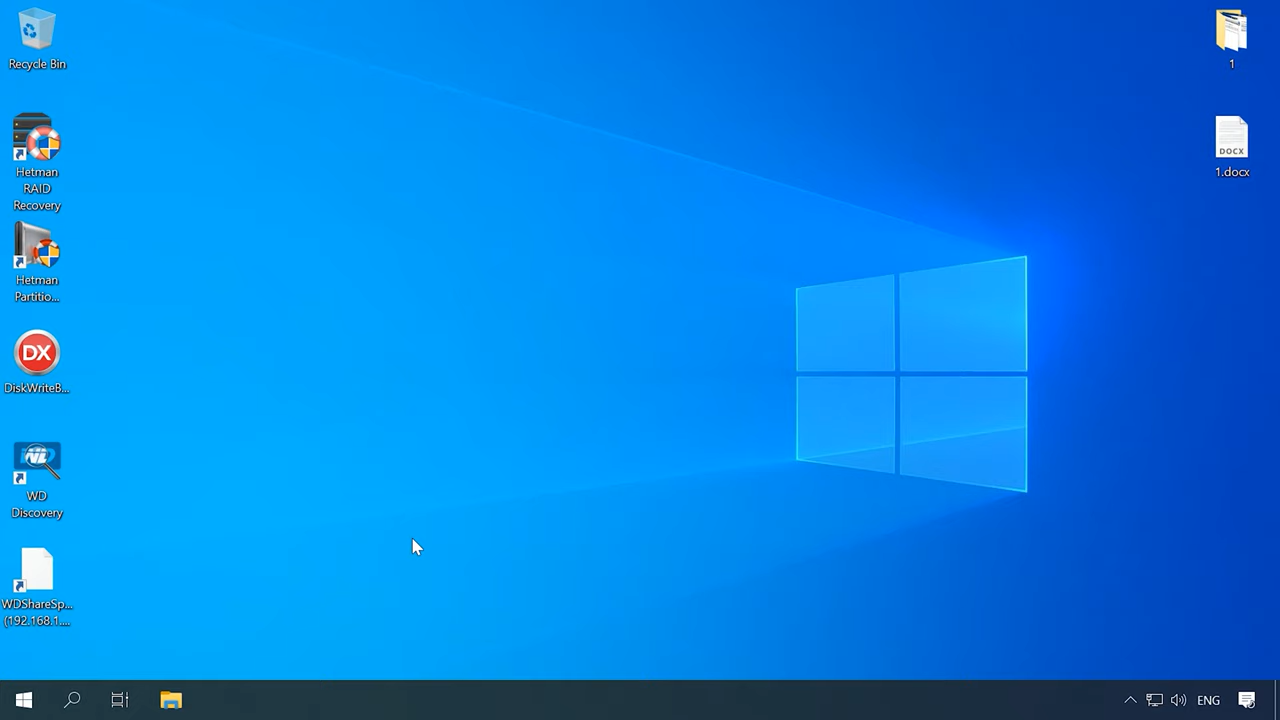 Recycle Bin
Hetman
RAID
Recovery
Hetman
Partitio...
DX
DiskWriteB...
WD
Discovery
WDShareSp...
(192.168.1....
1
DOCX
1.docx
ENG